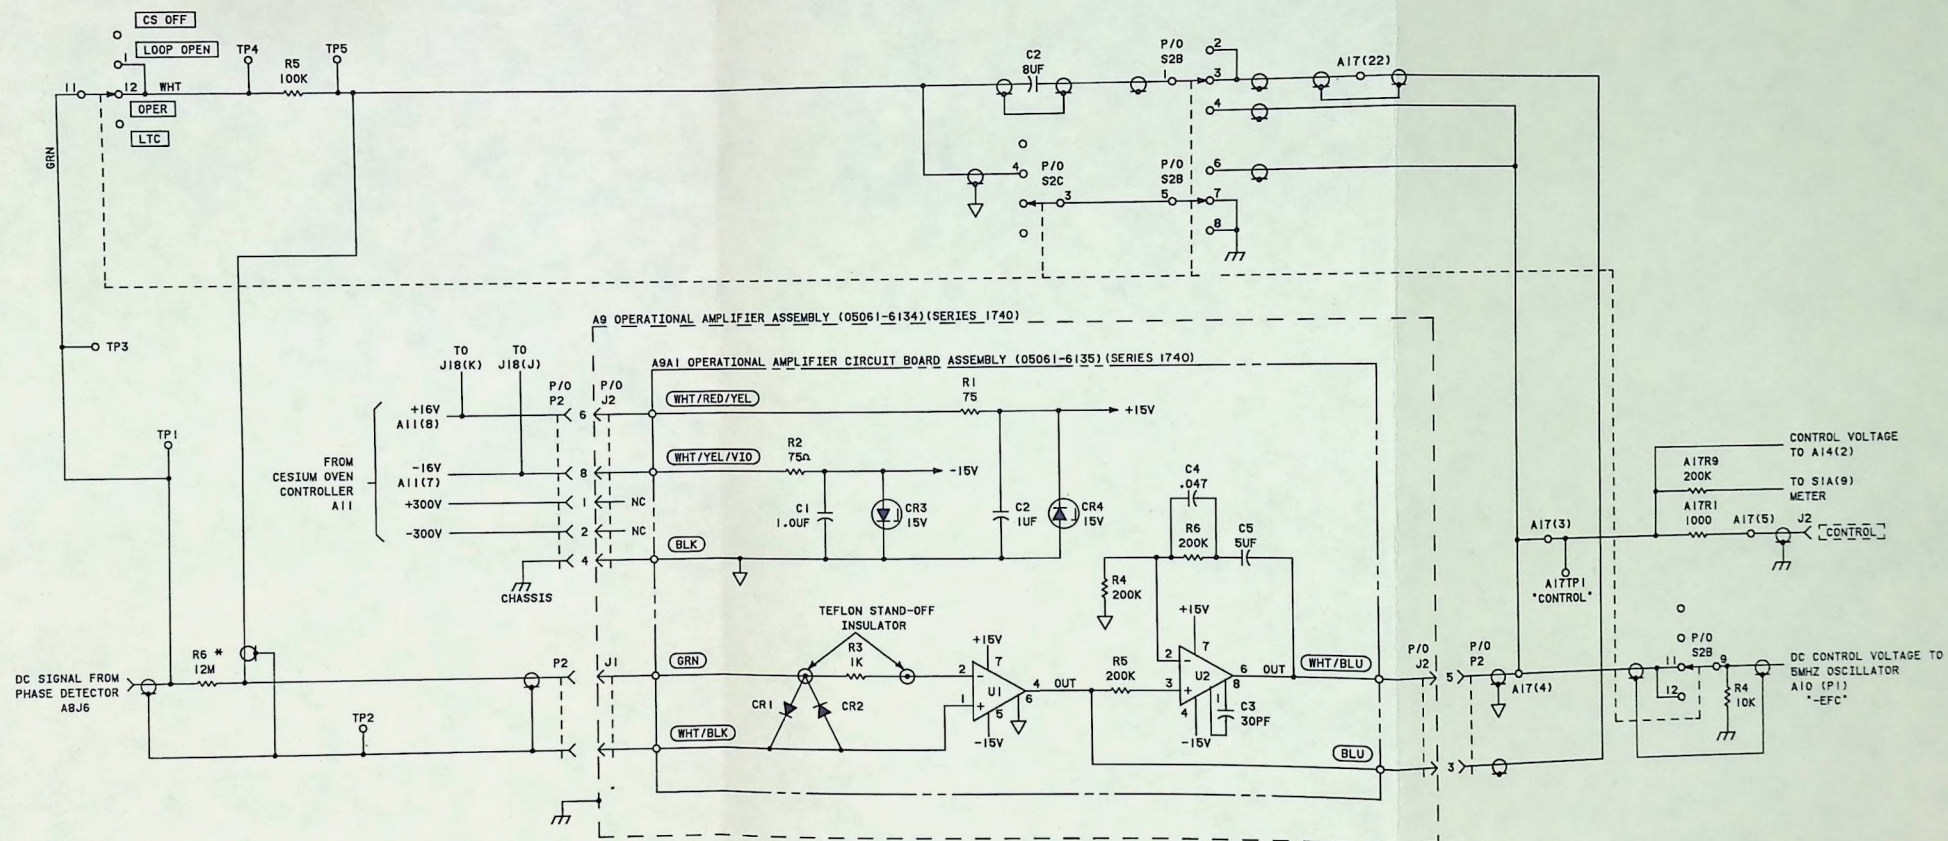 CS OFF
LOOP OPEN
1
11
12
WHT
OPER
LTC
GRN
TP4
R5
100K
TP5
C2
8UF
P/O
S2B
1
2
3
4
A17(22)
4
P/O
S2C
3
P/O
S2B
5
6
7
8
TP3
TP1
A9 OPERATIONAL AMPLIFIER ASSEMBLY (05061-6134)(SERIES 1740)
A9A1 OPERATIONAL AMPLIFIER CIRCUIT BOARD ASSEMBLY (05061-6135)(SERIES 1740)
TO
J18(K)
TO
J18(J)
P/O
P2
P/O
J2
+16V
A11(8)
6
WHT/RED/YEL
R1
75
+15V
FROM
CESIUM OVEN
CONTROLLER
A11
-16V
A11(7)
8
WHT/YEL/VIO
R2
75Ω
-15V
+300V
1
NC
-300V
2
NC
4
BLK
CHASSIS
C1
1.0UF
CR3
15V
C2
1UF
CR4
15V
C4
.047
R6
200K
C5
5UF
R4
200K
TEFLON STAND-OFF
INSULATOR
R3
1K
GRN
CR1
CR2
WHT/BLK
+15V
2
-
7
1
+
U1
5
4
6
OUT
-15V
R5
200K
+15V
7
2
-
3
+
U2
6
8
1
4
OUT
C3
30PF
-15V
WHT/BLU
BLU
P/O
J2
P/O
P2
5
3
DC SIGNAL FROM
PHASE DETECTOR
A8J6
R6 *
12M
TP2
P2
J1
CONTROL VOLTAGE
TO A14(2)
A17R9
200K
TO S1A(9)
METER
A17R1
1000
A17(5)
J2
CONTROL
A17(3)
A17TP1
"CONTROL"
A17(4)
P/O
S2B
11
9
12
R4
10K
DC CONTROL VOLTAGE TO
5MHZ OSCILLATOR
A10 (P1)
"-EFC"